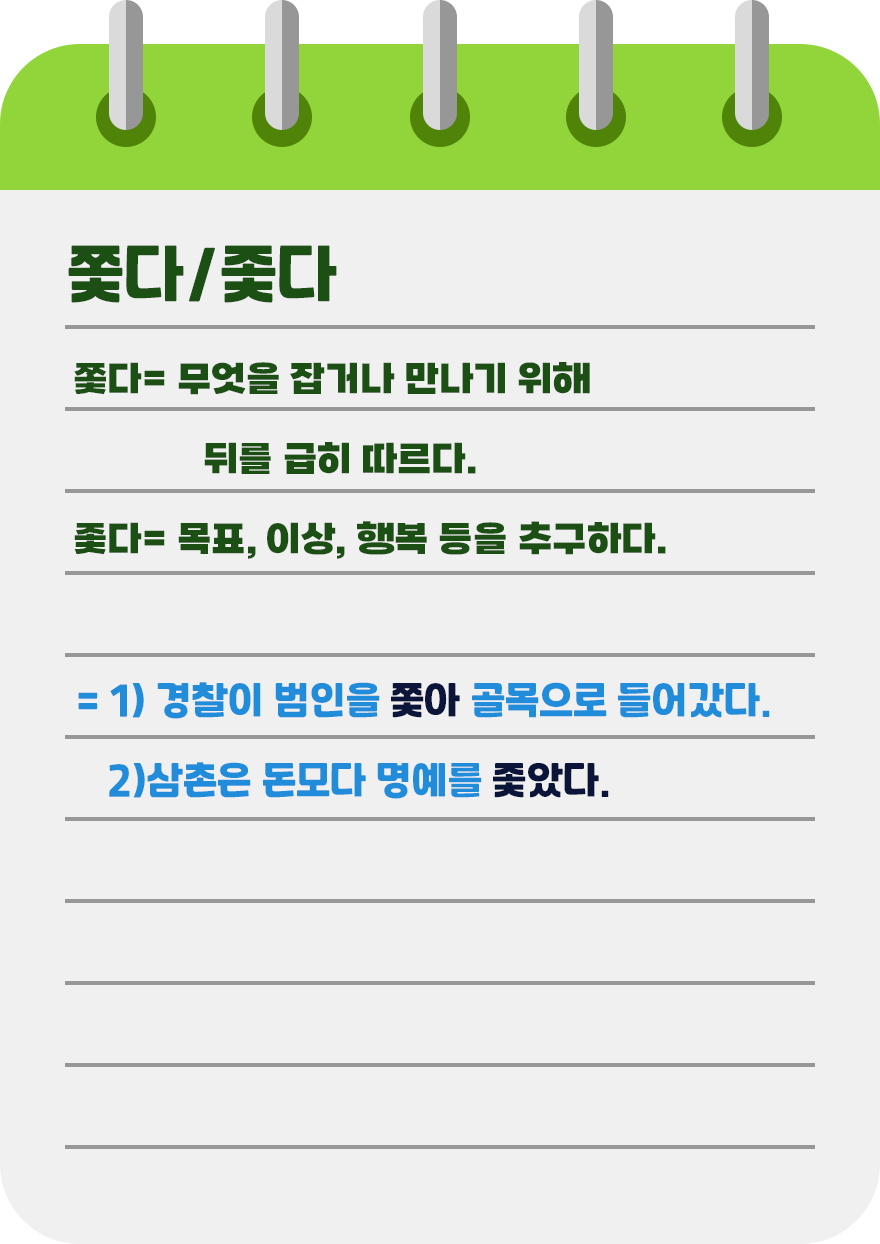 쫓다/좇다
쫓다= 무엇을 잡거나 만나기 위해
뒤를 급히 따르다.
좇다= 목표, 이상, 행복 등을 추구하다.
= 1) 경찰이 범인을 쫓아 골목으로 들어갔다.
2)삼촌은 돈모다 명예를 좇았다.